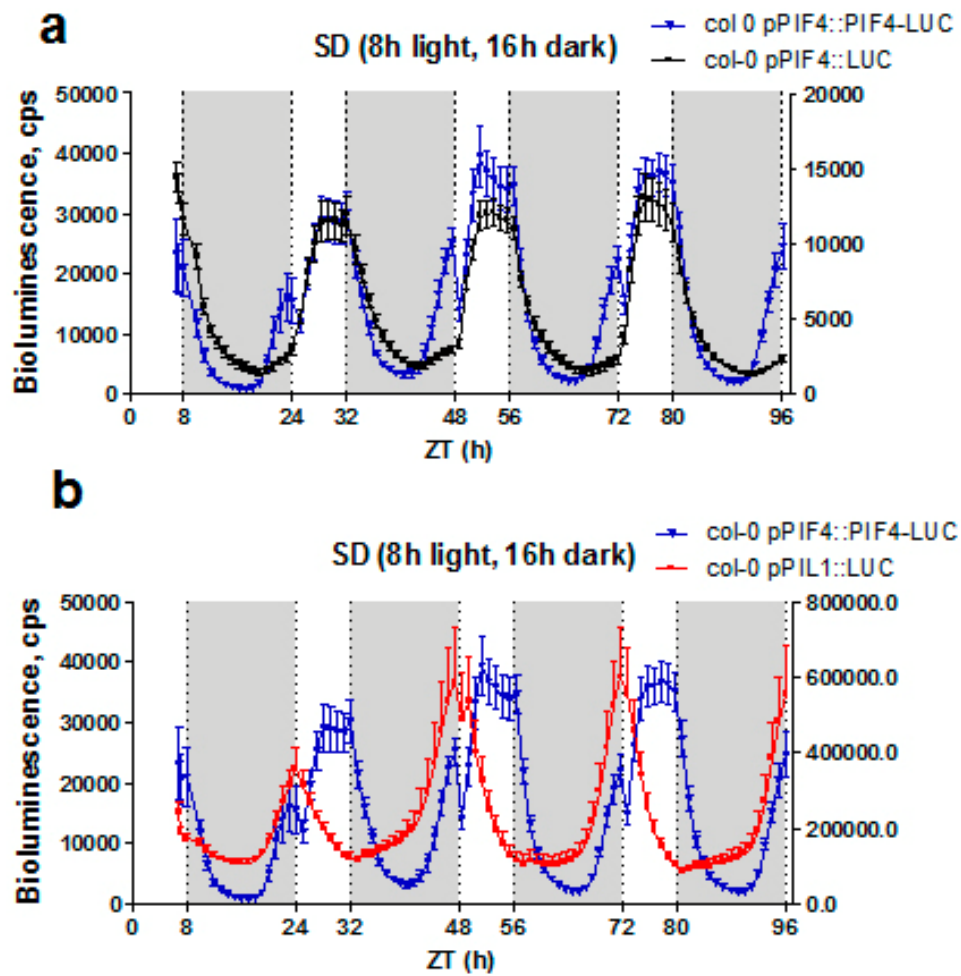 a
col 0 pPIF4::PIF4-LUC
SD (8h light, 16h dark)
col-0 pPIF4::LUC
Bioluminescence, cps
50000
40000
30000
20000
10000
0
20000
15000
10000
5000
0
0 8 24 32 48 56 72 80 96
ZT (h)
b
col-0 pPIF4::PIF4-LUC
SD (8h light, 16h dark)
col-0 pPIL1::LUC
Bioluminescence, cps
50000
40000
30000
20000
10000
0
800000.0
600000.0
400000.0
200000.0
0.0
0 8 24 32 48 56 72 80 96
ZT (h)